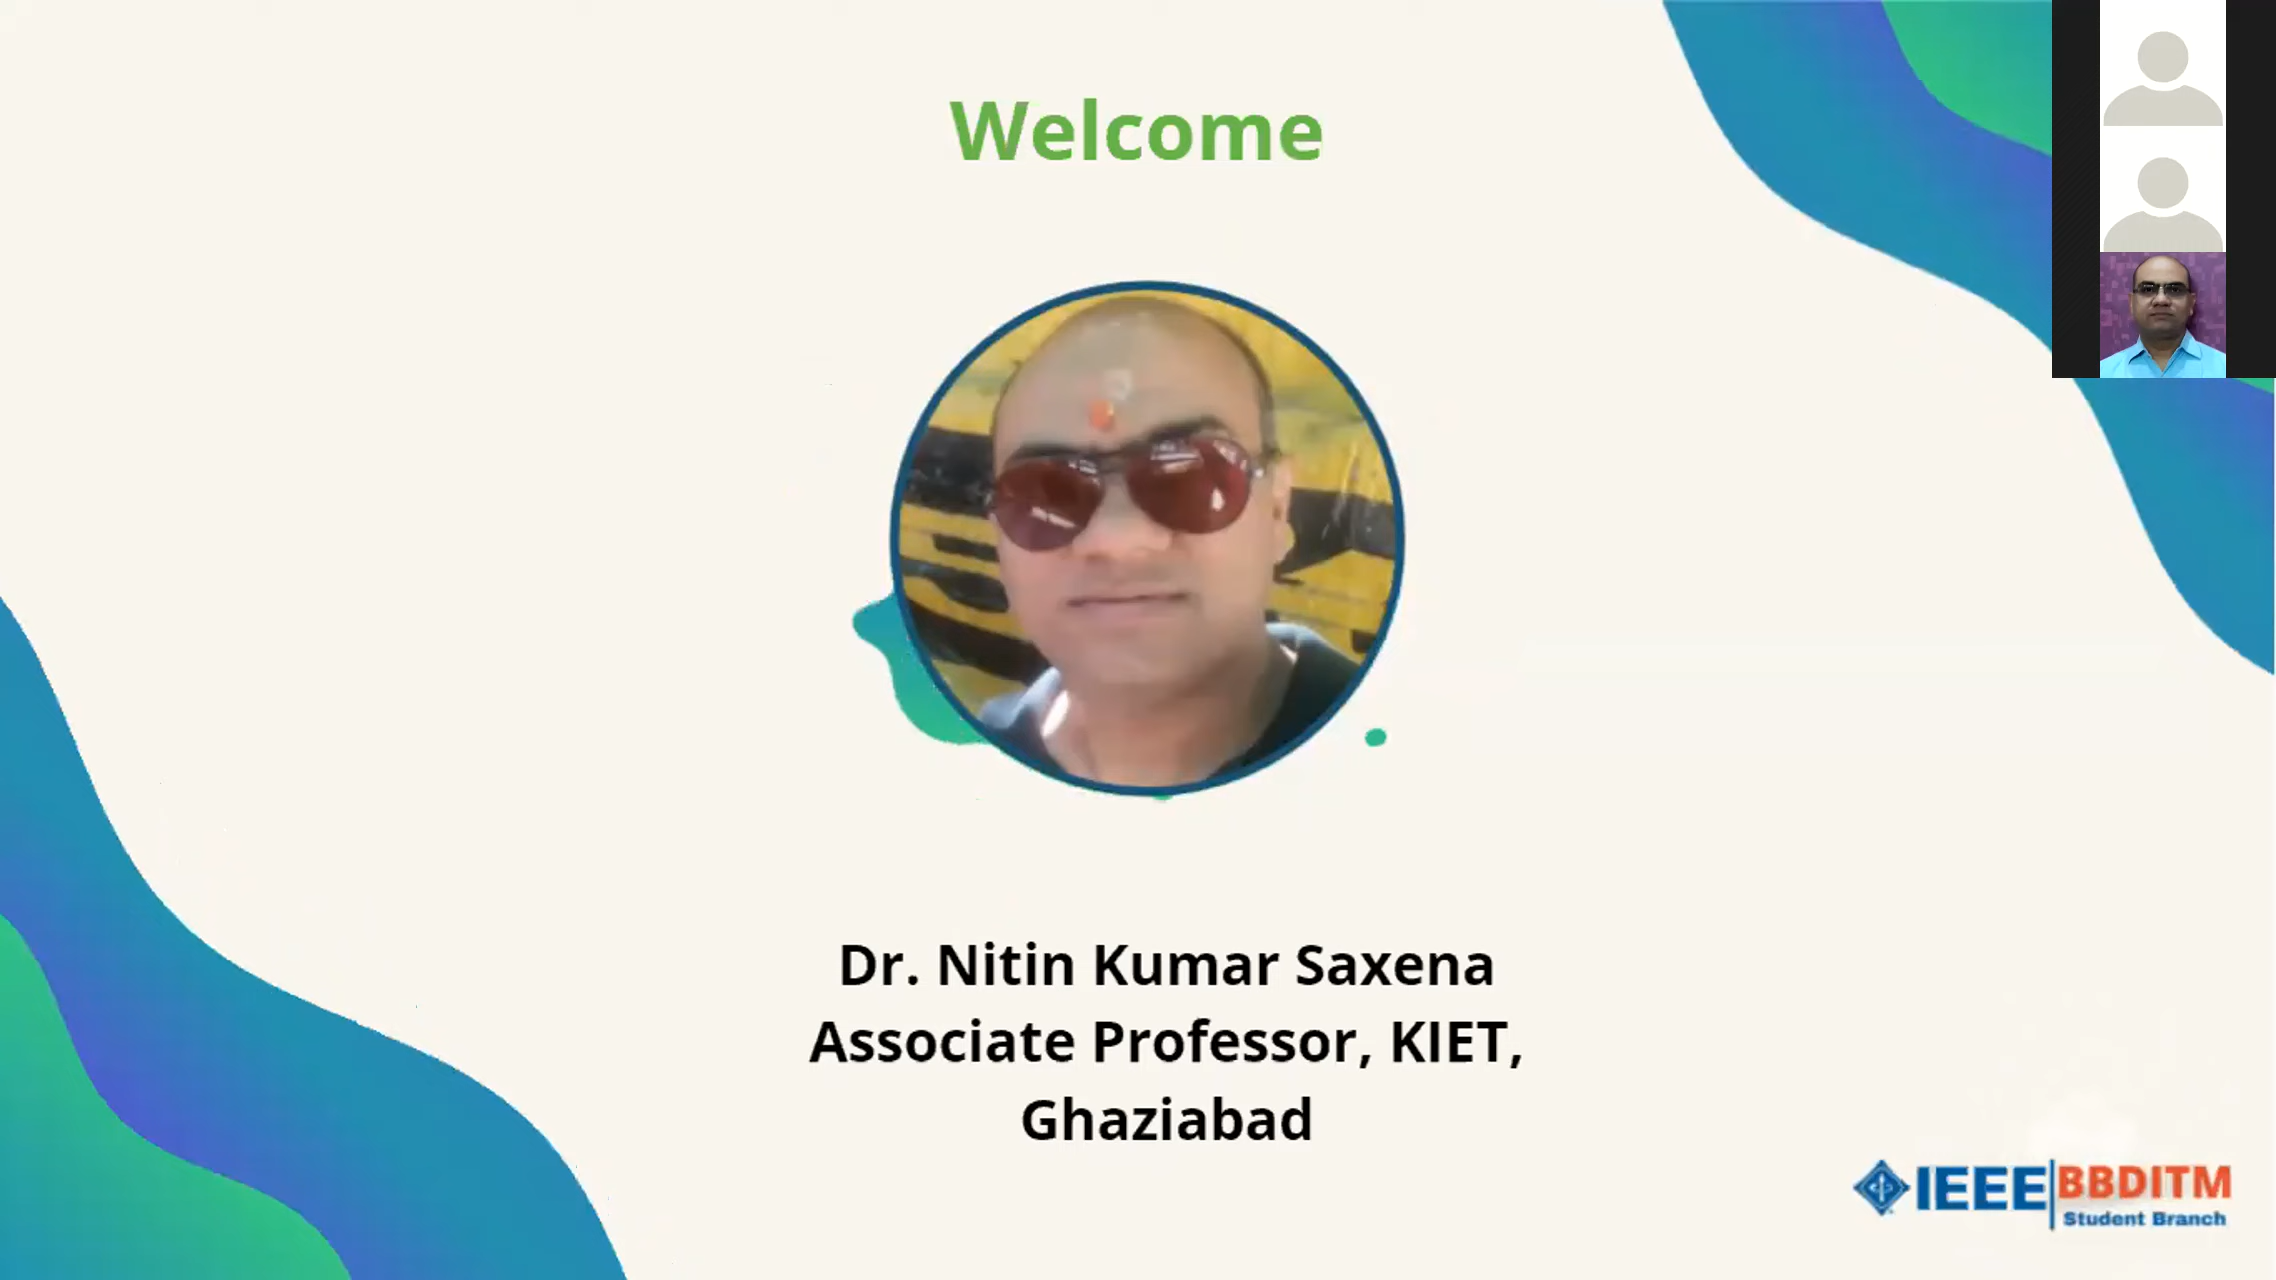 Welcome
Dr. Nitin Kumar Saxena
Associate Professor, KIET,
Ghaziabad
IEEE BBDITM
Student Branch